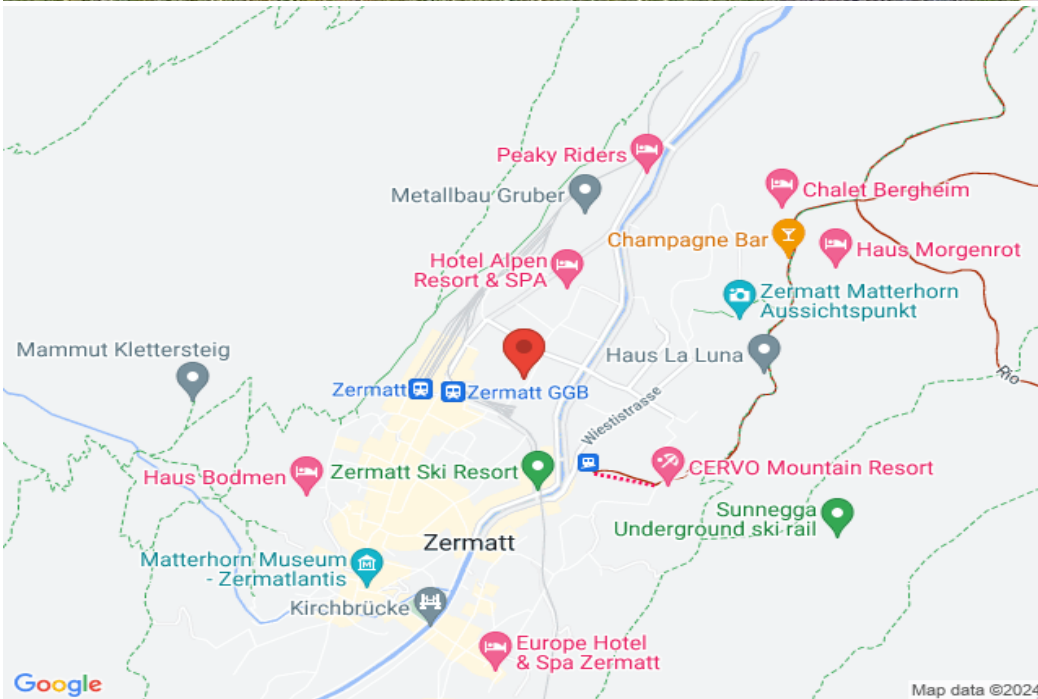 Peaky Riders
Metallbau Gruber
Chalet Bergheim
Champagne Bar
Haus Morgenrot
Hotel Alpen
Resort & SPA
Zermatt Matterhorn
Aussichtspunkt
Mammut Klettersteig
Haus La Luna
Zermatt
Zermatt GGB
Rio
Wiestistrasse
Zermatt Ski Resort
CERVO Mountain Resort
Haus Bodmen
Sunnegga
Underground ski rail
Zermatt
Matterhorn Museum
- Zermatlantis
Kirchbrücke
Europe Hotel
& Spa Zermatt
Google
Map data ©2024